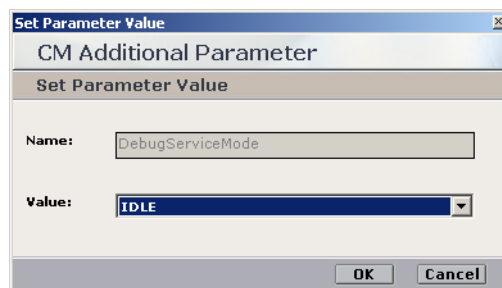 Set Parameter Value
CM Additional Parameter
Set Parameter Value
Name:
DebugServiceMode
Value:
IDLE
OK
Cancel